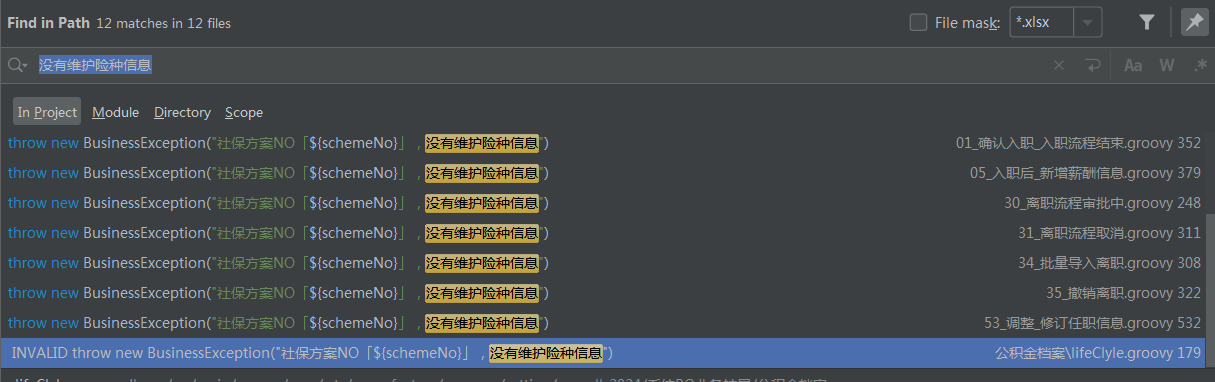 Find in Path 12 matches in 12 files File mask: *.xlsx
没有维护险种信息 Aa W .*
In Project Module Directory Scope
throw new BusinessException("社保方案NO「${schemeNo}」,没有维护险种信息") 01_确认入职_入职流程结束.groovy 352
throw new BusinessException("社保方案NO「${schemeNo}」,没有维护险种信息") 05_入职后_新增薪酬信息.groovy 379
throw new BusinessException("社保方案NO「${schemeNo}」,没有维护险种信息") 30_离职流程审批中.groovy 248
throw new BusinessException("社保方案NO「${schemeNo}」,没有维护险种信息") 31_离职流程取消.groovy 311
throw new BusinessException("社保方案NO「${schemeNo}」,没有维护险种信息") 34_批量导入离职.groovy 308
throw new BusinessException("社保方案NO「${schemeNo}」,没有维护险种信息") 35_撤销离职.groovy 322
throw new BusinessException("社保方案NO「${schemeNo}」,没有维护险种信息") 53_调整_修订任职信息.groovy 532
INVALID throw new BusinessException("社保方案NO「${schemeNo}」,没有维护险种信息") 公积金档案\lifeClyle.groovy 179